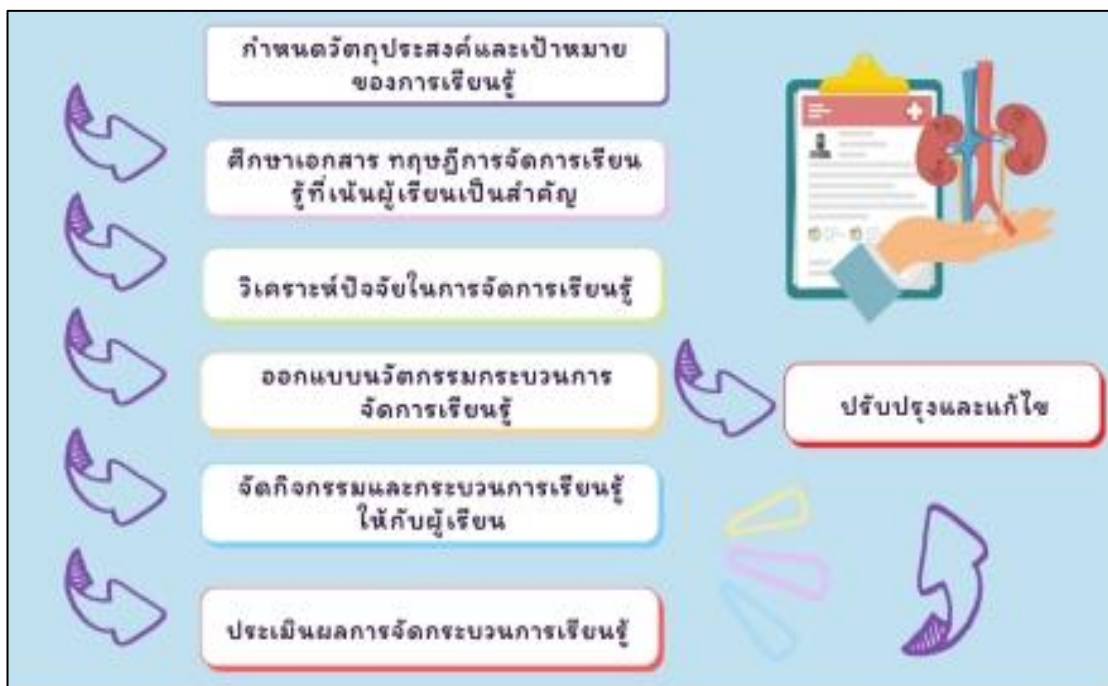 กำหนดวัตถุประสงค์และเป้าหมาย
ของการเรียนรู้
ศึกษาเอกสาร ทฤษฎีการจัดการเรียน
รู้ที่เน้นผู้เรียนเป็นสำคัญ
วิเคราะห์ปัจจัยในการจัดการเรียนรู้
ออกแบบนวัตกรรมกระบวนการ
จัดการเรียนรู้
ปรับปรุงและแก้ไข
จัดกิจกรรมและกระบวนการเรียนรู้
ให้กับผู้เรียน
ประเมินผลการจัดกระบวนการเรียนรู้